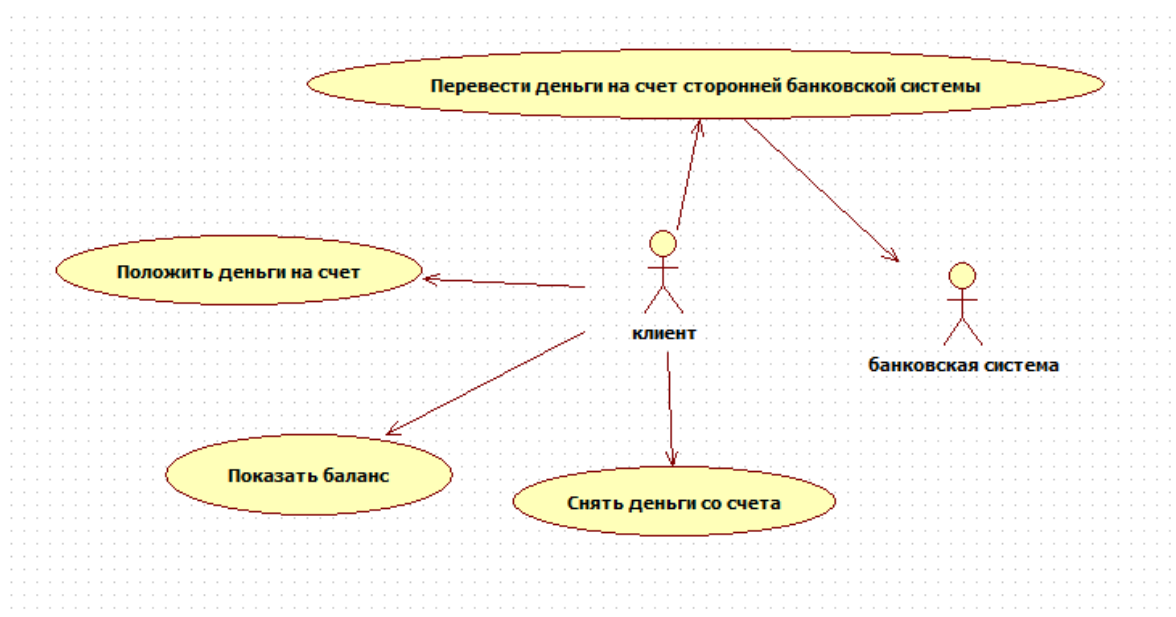 Перевести деньги на счет сторонней банковской системы
Положить деньги на счет
клиент
банковская система
Показать баланс
Снять деньги со счета